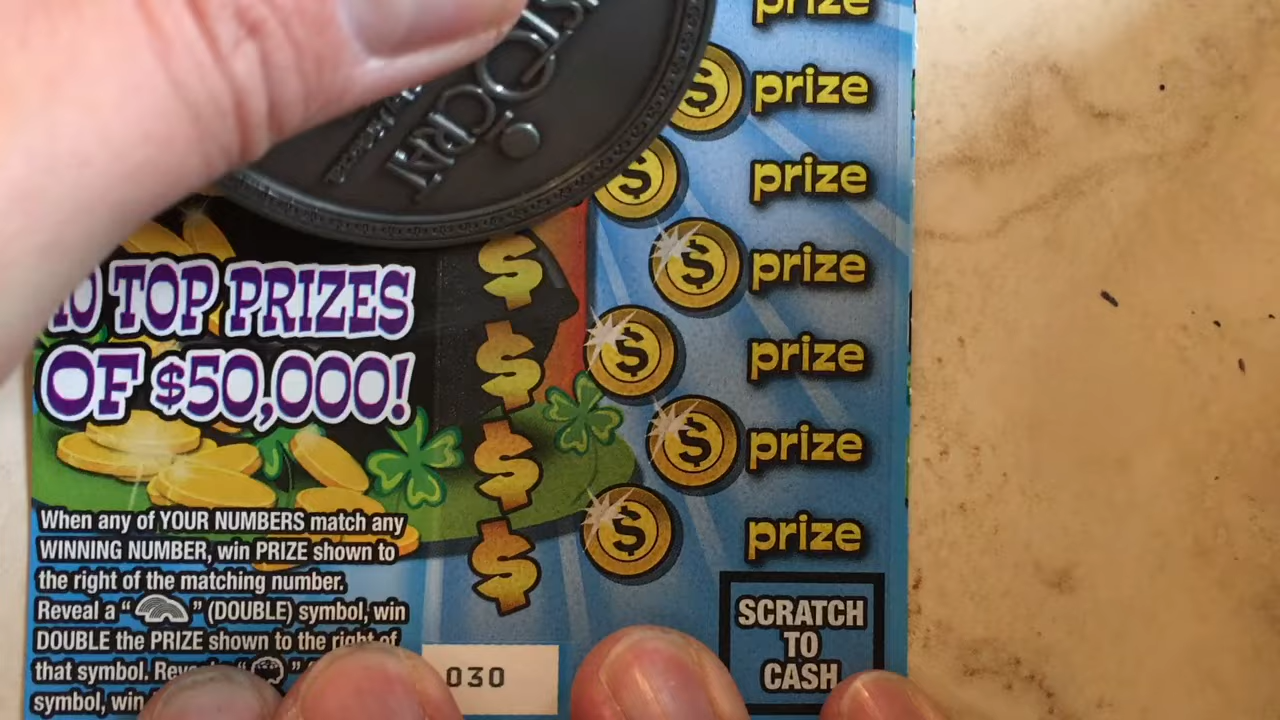 prize
prize
prize
prize
prize
prize
prize
TOP PRIZES
OF $50,000!
When any of YOUR NUMBERS match any
WINNING NUMBER, win PRIZE shown to
the right of the matching number.
Reveal a " " (DOUBLE) symbol, win
DOUBLE the PRIZE shown to the right of
that symbol.
symbol, win
030
SCRATCH
TO
CASH